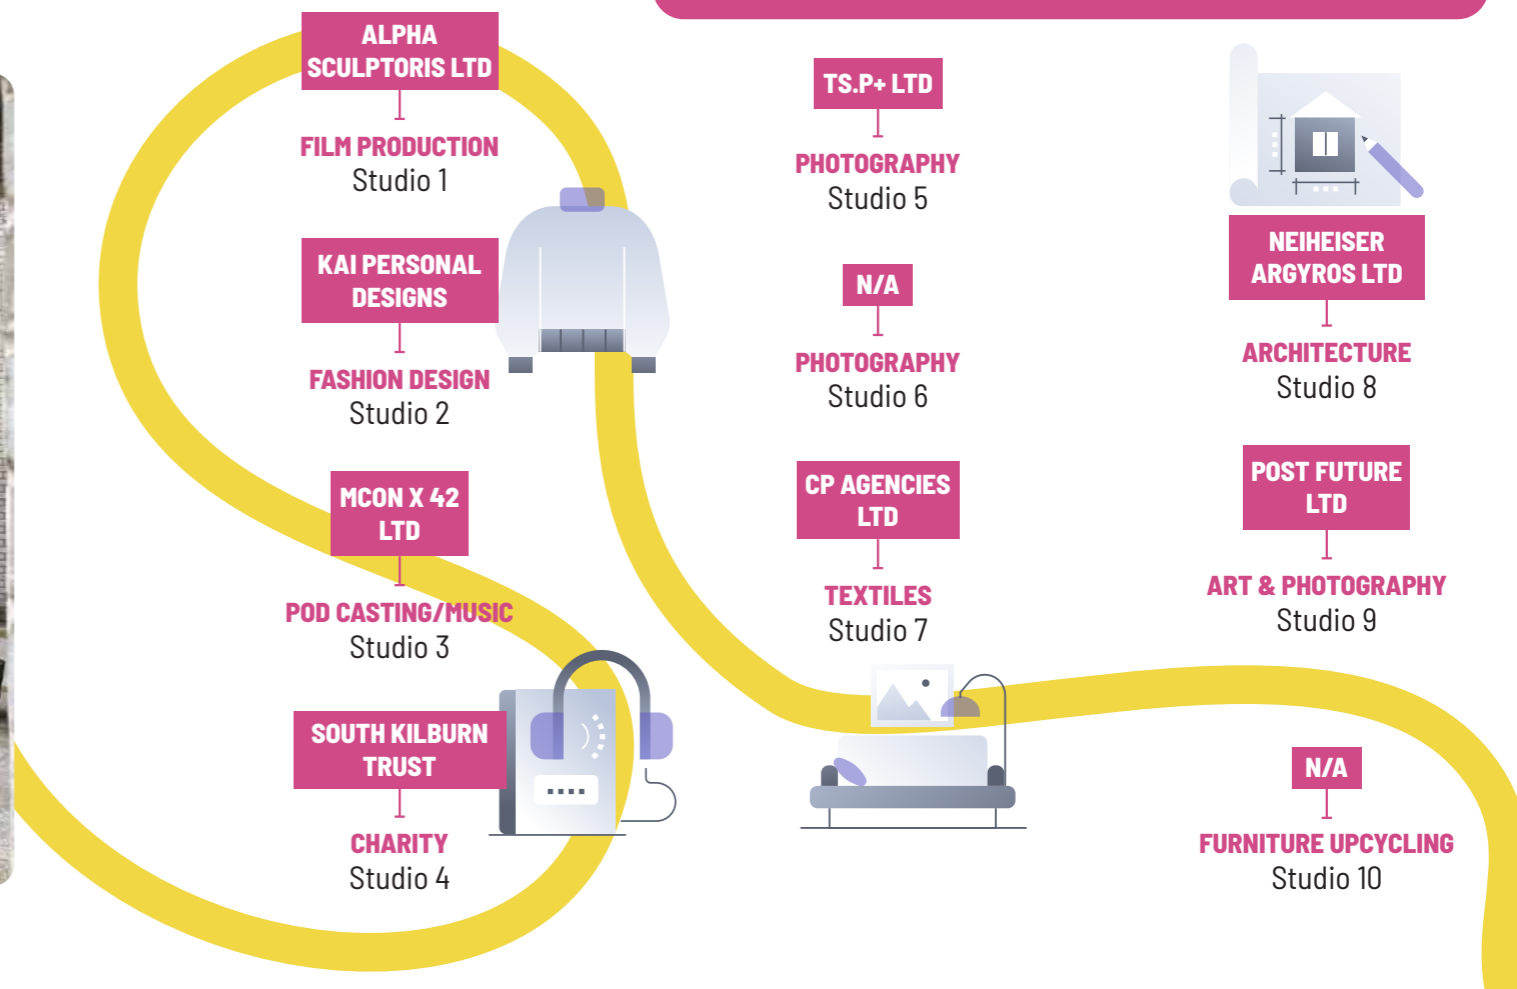 ALPHA
SCULPTORIS LTD
FILM PRODUCTION
Studio 1
KAI PERSONAL
DESIGNS
FASHION DESIGN
Studio 2
MCON X 42
LTD
POD CASTING/MUSIC
Studio 3
SOUTH KILBURN
TRUST
CHARITY
Studio 4
TS.P+ LTD
PHOTOGRAPHY
Studio 5
N/A
PHOTOGRAPHY
Studio 6
CP AGENCIES
LTD
TEXTILES
Studio 7
NEIHEISER
ARGYROS LTD
ARCHITECTURE
Studio 8
POST FUTURE
LTD
ART & PHOTOGRAPHY
Studio 9
N/A
FURNITURE UPCYCLING
Studio 10